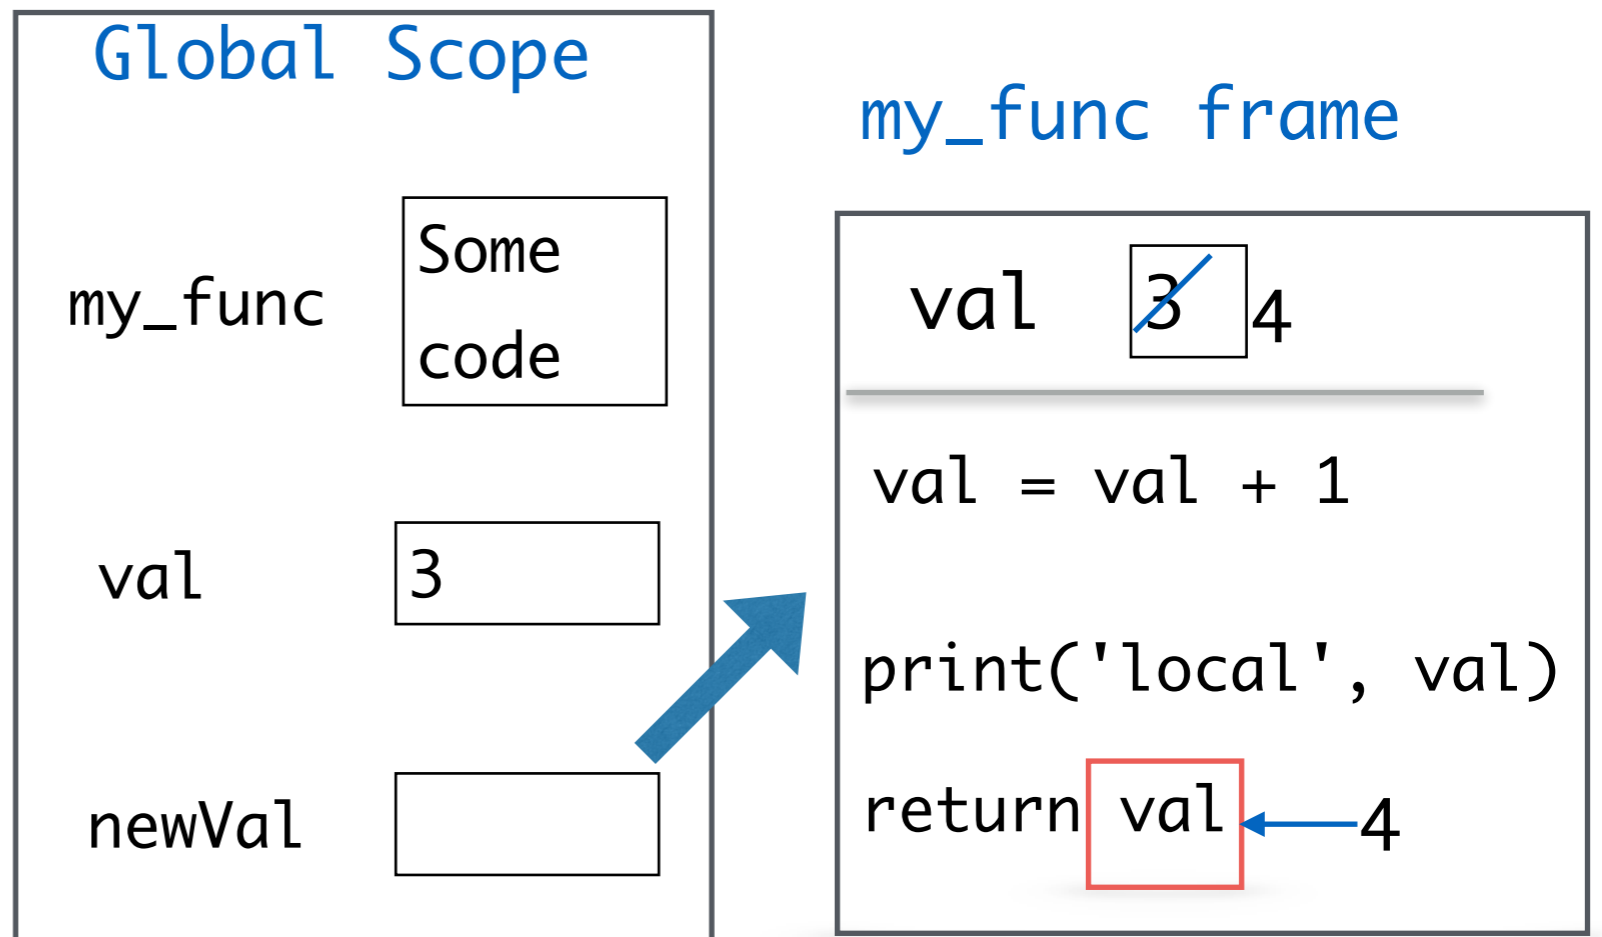 Global Scope
my_func
Some
code
val
3
newVal
my_func frame
val 3 4
val = val + 1
print('local', val)
return val 4